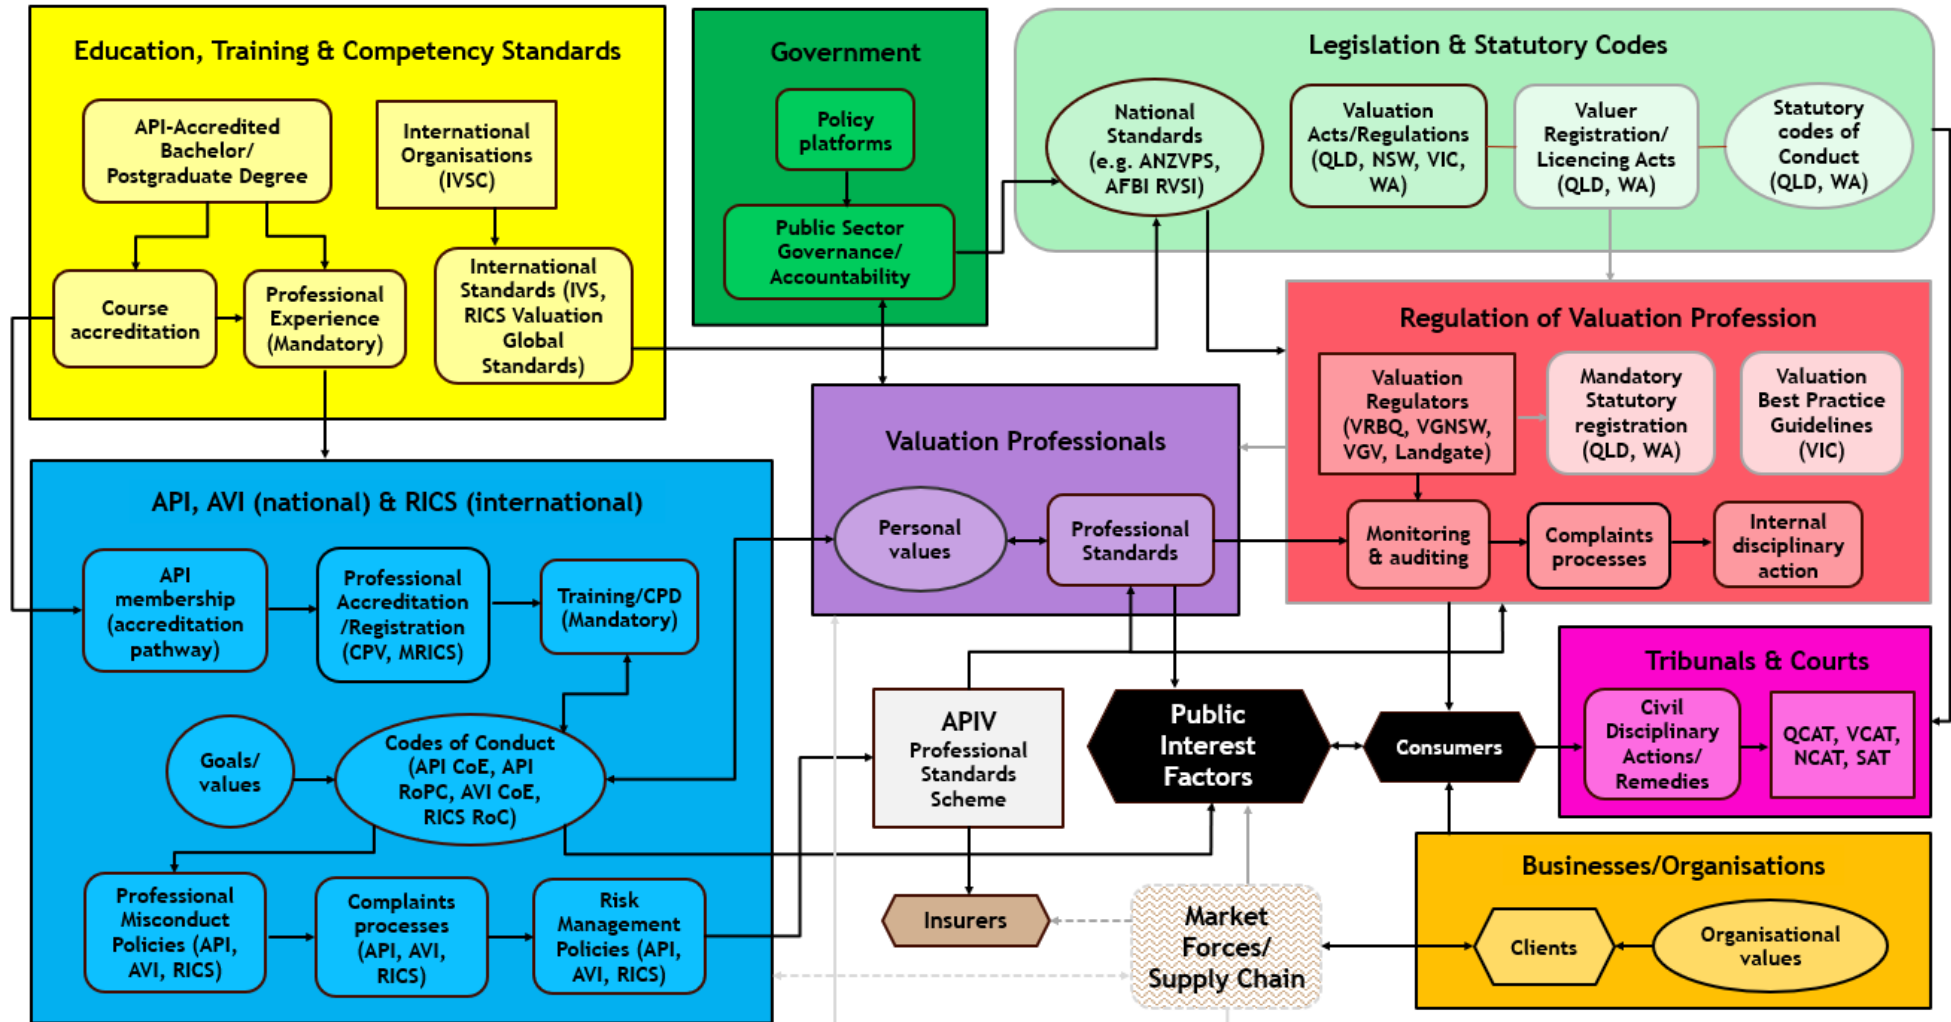 Education, Training & Competency Standards
API-Accredited
Bachelor/
Postgraduate Degree
International
Organisations
(IVSC)
Course
accreditation
Professional
Experience
(Mandatory)
International
Standards (IVS,
RICS Valuation
Global
Standards)
Government
Policy
platforms
Public Sector
Governance/
Accountability
Legislation & Statutory Codes
National
Standards
(e.g. ANZVPS,
AFBI RVSI)
Valuation
Acts/Regulations
(QLD, NSW, VIC,
WA)
Valuer
Registration/
Licencing Acts
(QLD, WA)
Statutory
codes of
Conduct
(QLD, WA)
Regulation of Valuation Profession
Valuation
Regulators
(VRBQ, VGNSW,
VGV, Landgate)
Mandatory
Statutory
registration
(QLD, WA)
Valuation
Best Practice
Guidelines
(VIC)
Monitoring
& auditing
Complaints
processes
Internal
disciplinary
action
Valuation Professionals
Personal
values
Professional
Standards
API, AVI (national) & RICS (international)
API
membership
(accreditation
pathway)
Professional
Accreditation
/Registration
(CPV, MRICS)
Training/CPD
(Mandatory)
Goals/
values
Codes of Conduct
(API CoE, API
RoPC, AVI CoE,
RICS RoC)
Professional
Misconduct
Policies (API,
AVI, RICS)
Complaints
processes
(API, AVI,
RICS)
Risk
Management
Policies (API,
AVI, RICS)
APIV
Professional
Standards
Scheme
Insurers
Public
Interest
Factors
Consumers
Tribunals & Courts
Civil
Disciplinary
Actions/
Remedies
QCAT, VCAT,
NCAT, SAT
Market
Forces/
Supply Chain
Businesses/Organisations
Clients
Organisational
values